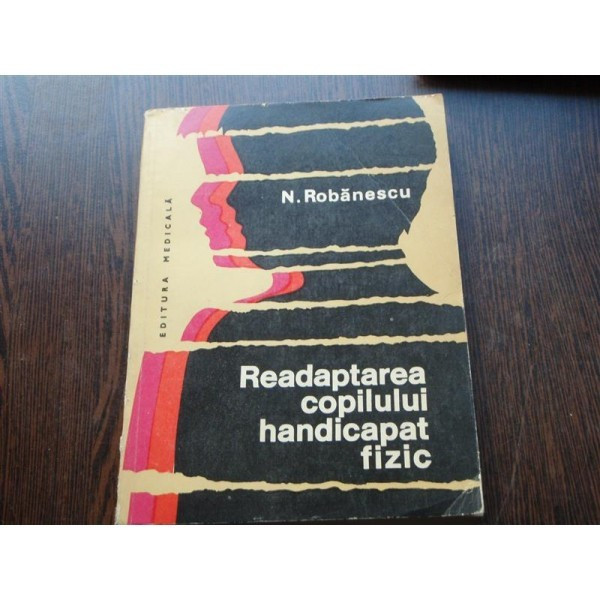 N. Robănescu
EDITURA MEDICALĂ
Readaptarea
copilului
handicapat
fizic